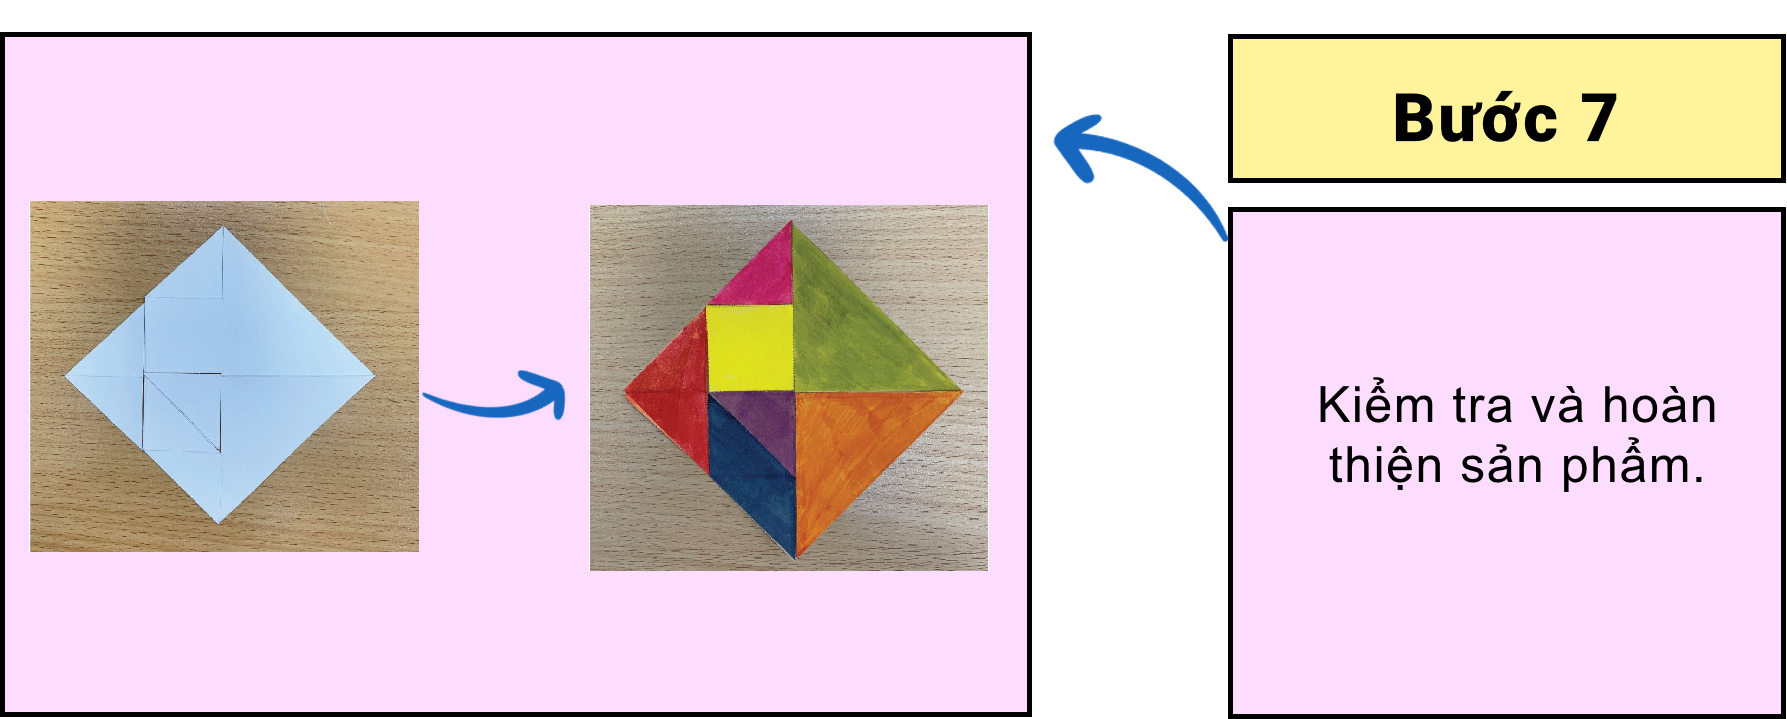 Bước 7
Kiểm tra và hoàn
thiện sản phẩm.